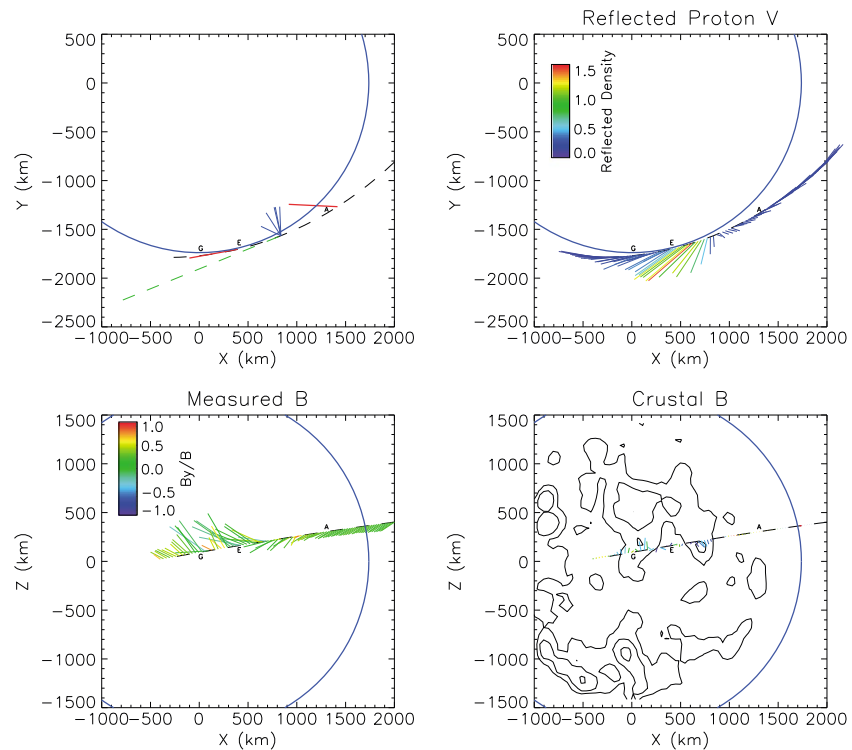 Reflected Proton V
500
0
−500
−1000
−1500
−2000
−2500
Y (km)
G
E
A
−1000
−500
0
500
1000
1500
2000
X (km)
500
0
−500
−1000
−1500
−2000
−2500
Y (km)
1.5
1.0
0.5
0.0
Reflected Density
G
E
A
−1000
−500
0
500
1000
1500
2000
X (km)
Measured B
1500
1000
500
0
−500
−1000
−1500
Z (km)
1.0
0.5
0.0
−0.5
−1.0
By/B
G
E
A
−1000
−500
0
500
1000
1500
2000
X (km)
Crustal B
1500
1000
500
0
−500
−1000
−1500
Z (km)
G
E
A
−1000
−500
0
500
1000
1500
2000
X (km)